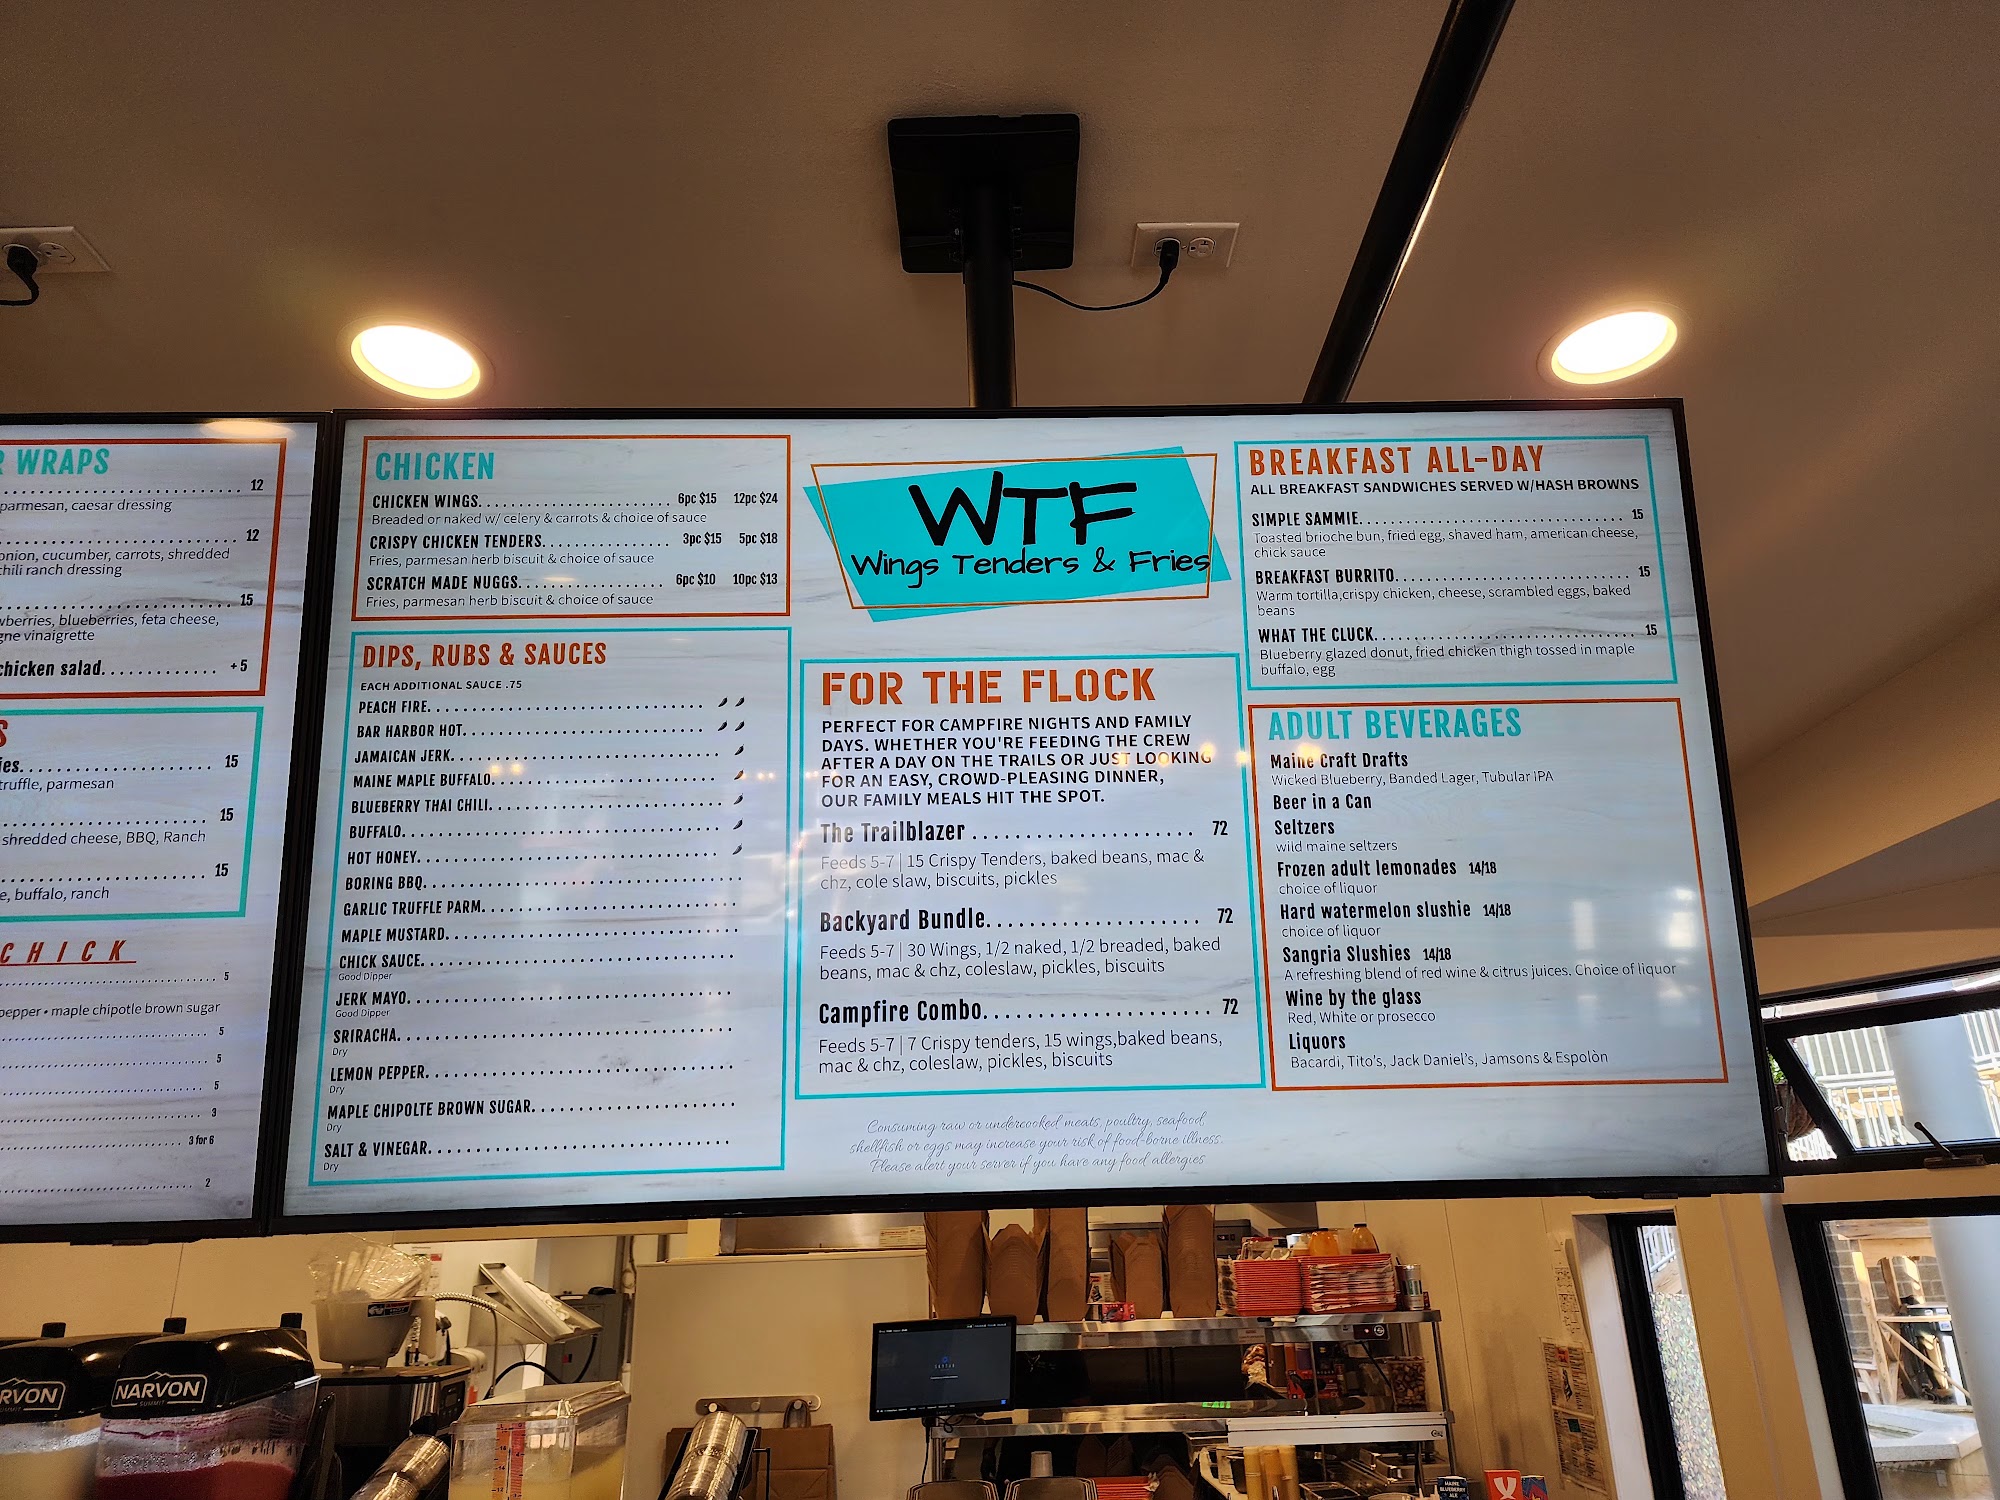 R WRAPS
12
parmesan, caesar dressing
12
onion, cucumber, carrots, shredded
chili ranch dressing
15
wberries, blueberries, feta cheese,
gne vinaigrette
chicken salad............ +5
S
ies.................... 15
truffle, parmesan
15
shredded cheese, BBQ, Ranch
15
e, buffalo, ranch
CHICK
5
pepper • maple chipotle brown sugar
5
5
5
3
3 for 6
2
CHICKEN
CHICKEN WINGS.................... 6pc $15 12pc $24
Breaded or naked w/ celery & carrots & choice of sauce
CRISPY CHICKEN TENDERS.............. 3pc $15 5pc $18
Fries, parmesan herb biscuit & choice of sauce
SCRATCH MADE NUGGS............... 6pc $10 10pc $13
Fries, parmesan herb biscuit & choice of sauce
DIPS, RUBS & SAUCES
EACH ADDITIONAL SAUCE .75
PEACH FIRE
BAR HARBOR HOT
JAMAICAN JERK
MAINE MAPLE BUFFALO
BLUEBERRY THAI CHILI
BUFFALO
HOT HONEY
BORING BBQ
GARLIC TRUFFLE PARM
MAPLE MUSTARD
CHICK SAUCE
Good Dipper
JERK MAYO
Good Dipper
SRIRACHA
Dry
LEMON PEPPER
Dry
MAPLE CHIPOLTE BROWN SUGAR
Dry
SALT & VINEGAR
Dry
WTF
Wings Tenders & Fries
FOR THE FLOCK
PERFECT FOR CAMPFIRE NIGHTS AND FAMILY
DAYS. WHETHER YOU'RE FEEDING THE CREW
AFTER A DAY ON THE TRAILS OR JUST LOOKING
FOR AN EASY, CROWD-PLEASING DINNER,
OUR FAMILY MEALS HIT THE SPOT.
The Trailblazer .................... 72
Feeds 5-7 | 15 Crispy Tenders, baked beans, mac &
chz, cole slaw, biscuits, pickles
Backyard Bundle................... 72
Feeds 5-7 | 30 Wings, 1/2 naked, 1/2 breaded, baked
beans, mac & chz, coleslaw, pickles, biscuits
Campfire Combo.................... 72
Feeds 5-7 | 7 Crispy tenders, 15 wings,baked beans,
mac & chz, coleslaw, pickles, biscuits
Consuming raw or undercooked meats, poultry, seafood,
shellfish or eggs may increase your risk of food-borne illness.
Please alert your server if you have any food allergies
BREAKFAST ALL-DAY
ALL BREAKFAST SANDWICHES SERVED W/HASH BROWNS
SIMPLE SAMMIE.............................. 15
Toasted brioche bun, fried egg, shaved ham, american cheese,
chick sauce
BREAKFAST BURRITO.......................... 15
Warm tortilla,crispy chicken, cheese, scrambled eggs, baked
beans
WHAT THE CLUCK............................. 15
Blueberry glazed donut, fried chicken thigh tossed in maple
buffalo, egg
ADULT BEVERAGES
Maine Craft Drafts
Wicked Blueberry, Banded Lager, Tubular IPA
Beer in a Can
Seltzers
wild maine seltzers
Frozen adult lemonades 14/18
choice of liquor
Hard watermelon slushie 14/18
choice of liquor
Sangria Slushies 14/18
A refreshing blend of red wine & citrus juices. Choice of liquor
Wine by the glass
Red, White or prosecco
Liquors
Bacardi, Tito's, Jack Daniel's, Jamsons & Espolòn
RVON
NARVON
SUMMIT